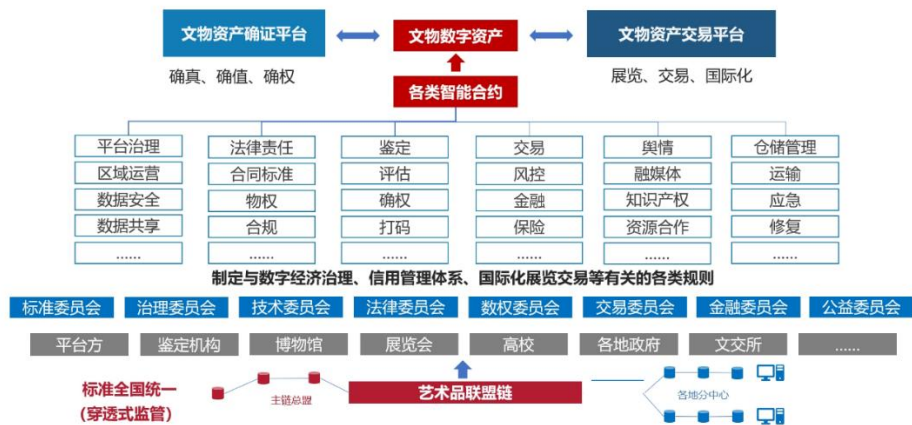 文物资产确证平台
文物数字资产
文物资产交易平台
确真、确值、确权
展览、交易、国际化
各类智能合约
平台治理
法律责任
鉴定
交易
舆情
仓储管理
区域运营
合同标准
评估
风控
融媒体
运输
数据安全
物权
确权
金融
知识产权
应急
数据共享
合规
打码
保险
资源合作
修复
......
......
......
......
......
......
制定与数字经济治理、信用管理体系、国际化展览交易等有关的各类规则
标准委员会
治理委员会
技术委员会
法律委员会
数权委员会
交易委员会
金融委员会
公益委员会
平台方
鉴定机构
博物馆
展览会
高校
各地政府
文交所
......
标准全国统一
(穿透式监管)
主链总盟
艺术品联盟链
各地分中心